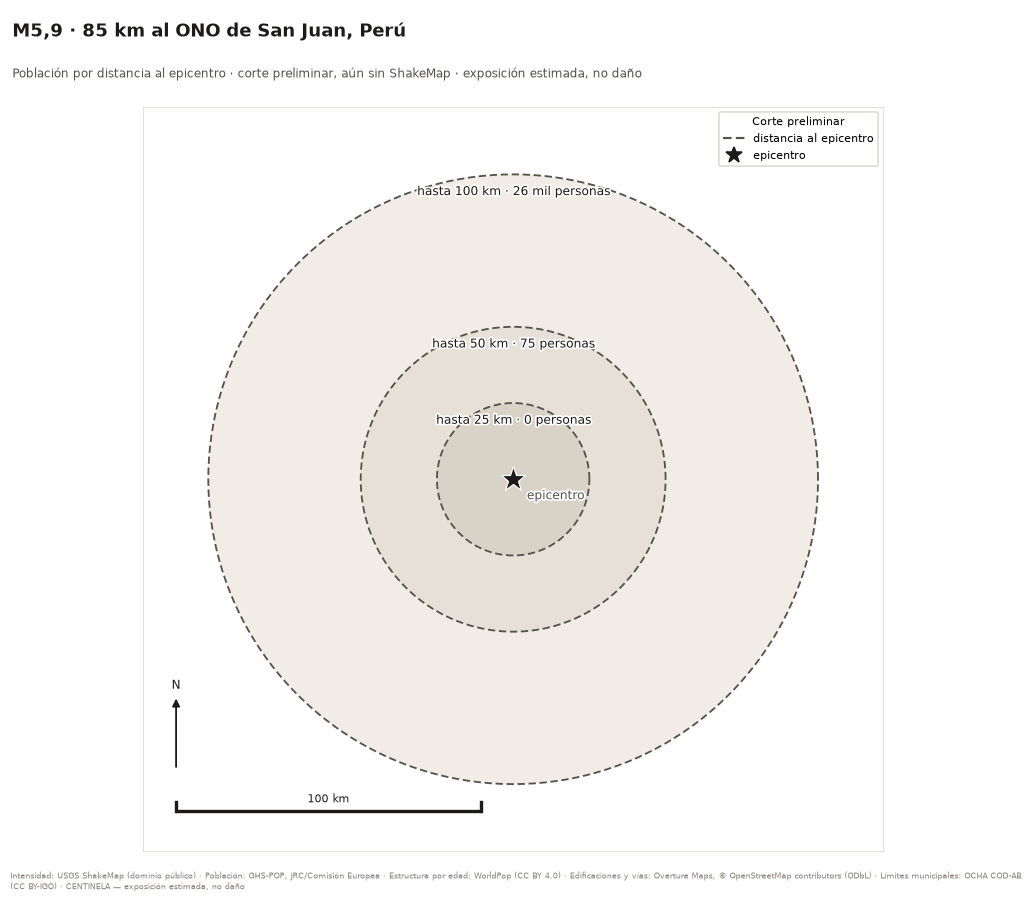 M5,9 · 85 km al ONO de San Juan, Perú
Población por distancia al epicentro · corte preliminar, aún sin ShakeMap · exposición estimada, no daño
Corte preliminar
distancia al epicentro
epicentro
hasta 100 km · 26 mil personas
hasta 50 km · 75 personas
hasta 25 km · 0 personas
epicentro
N
100 km
Intensidad: USGS ShakeMap (dominio público) · Población: GHS-POP, JRC/Comisión Europea · Estructura por edad: WorldPop (CC BY 4.0) · Edificaciones y vías: Overture Maps, © OpenStreetMap contributors (ODbL) · Límites municipales: OCHA COD-AB
(CC BY-IGO) · CENTINELA — exposición estimada, no daño